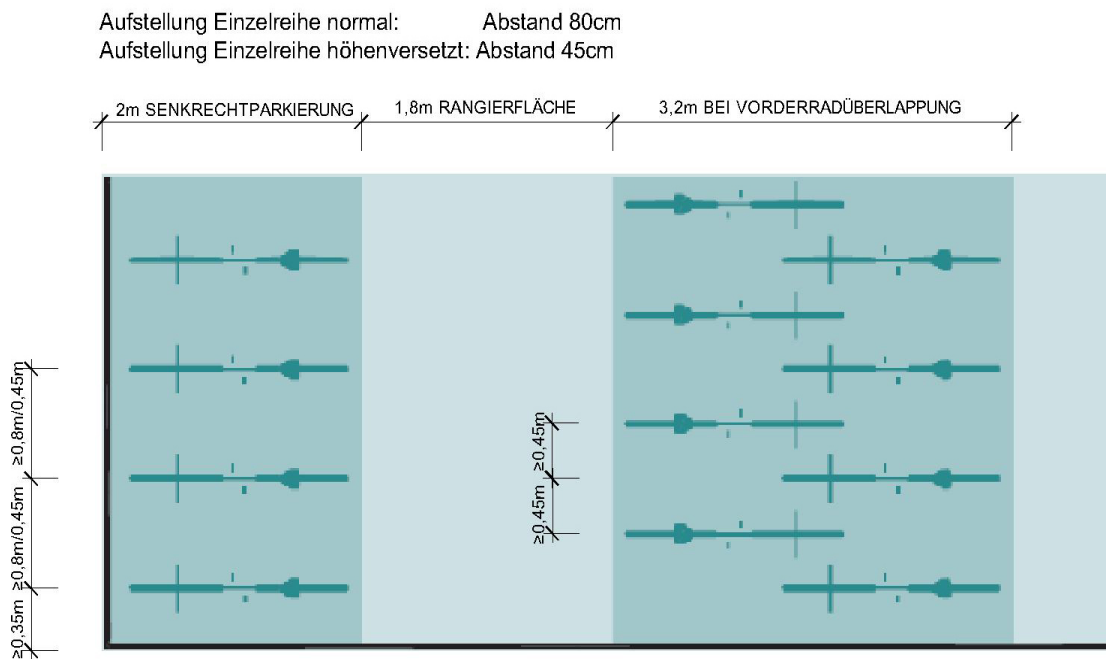 Aufstellung Einzelreihe normal: Abstand 80cm
Aufstellung Einzelreihe höhenversetzt: Abstand 45cm
2m SENKRECHTPARKIERUNG
1,8m RANGIERFLÄCHE
3,2m BEI VORDERRADÜBERLAPPUNG
≥0,8m/0,45m
≥0,8m/0,45m
≥0,35m
≥0,45m
≥0,45m